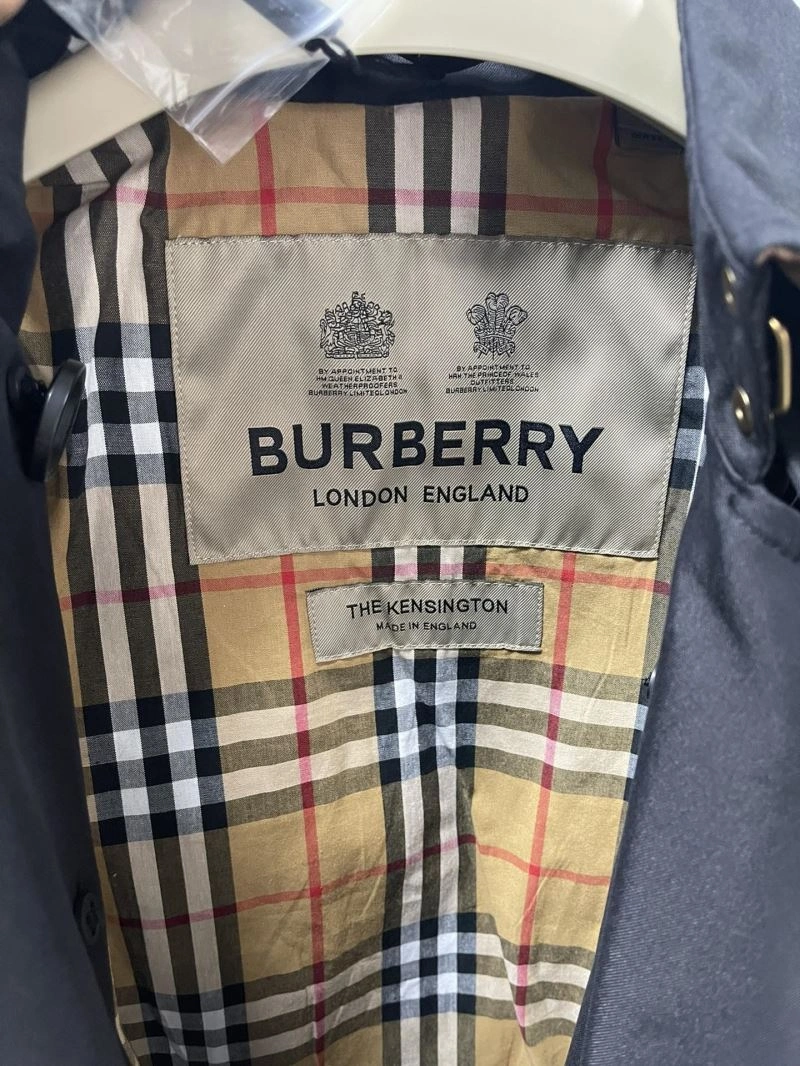 BY APPOINTMENT TO
H.M. QUEEN ELIZABETH II
WEATHERPROOFERS
BURBERRY LIMITED LONDON
BY APPOINTMENT TO
HRH THE PRINCE OF WALES
OUTFITTERS
BURBERRY LIMITED LONDON
BURBERRY
LONDON ENGLAND
THE KENSINGTON
MADE IN ENGLAND